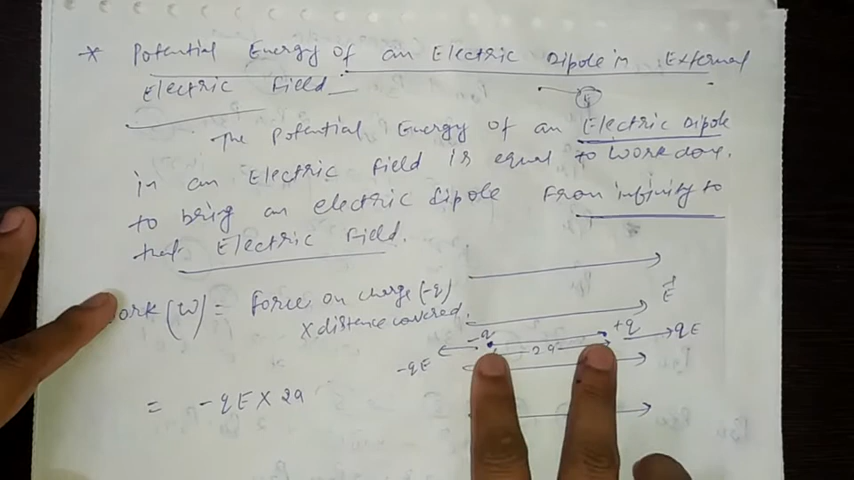 * Potential Energy of an Electric Dipole in External
Electric Field
The Potential Energy of an Electric Dipole
in an Electric field is equal to work done.
to bring an electric dipole from infinity to
that Electric Field.
ork (W) = Force on charge (-q)
X distance covered.
= -qE X 2a
E
-q
+q
qE
2a
-qE